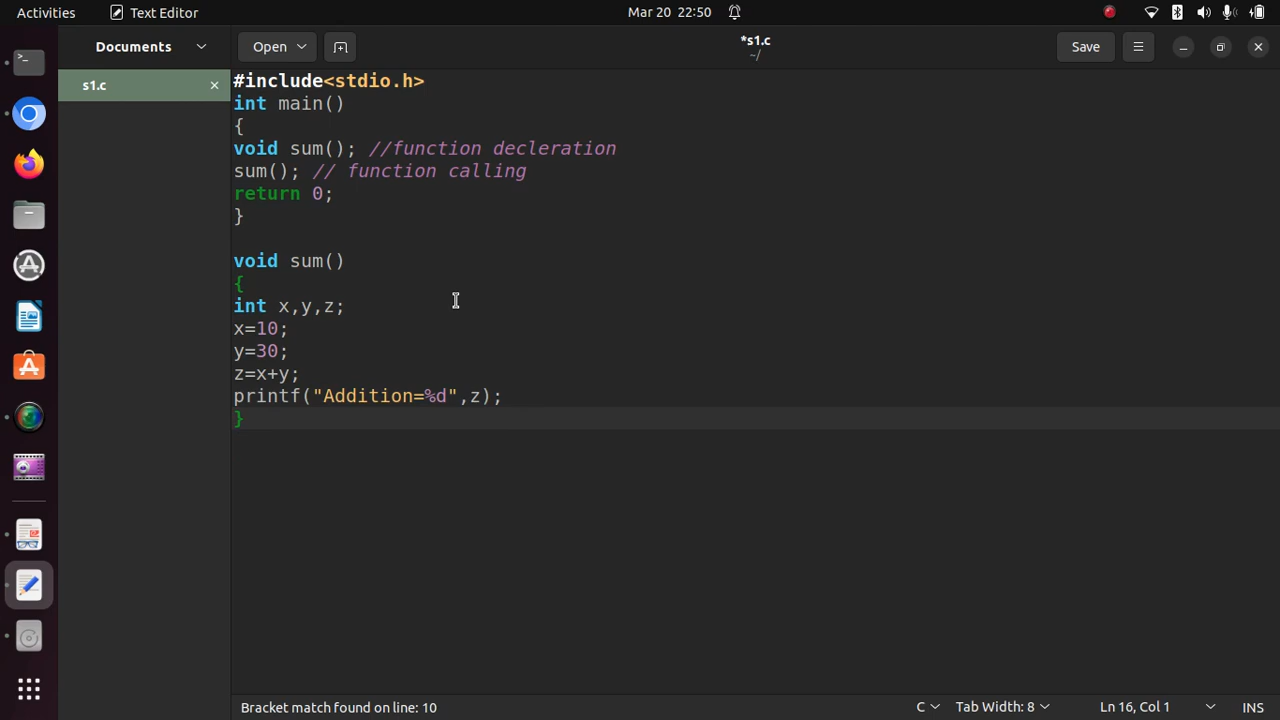 Activities Text Editor Mar 20 22:50
Documents Open *s1.c Save
~/
s1.c
#include<stdio.h>
int main()
{
void sum(); //function decleration
sum(); // function calling
return 0;
}
void sum()
{
int x,y,z;
x=10;
y=30;
z=x+y;
printf("Addition=%d",z);
}
Bracket match found on line: 10 C Tab Width: 8 Ln 16, Col 1 INS